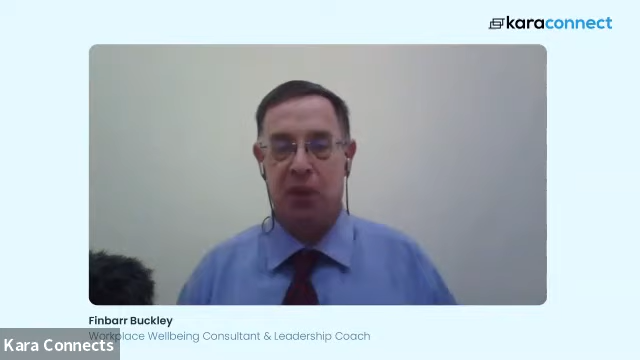 karaconnect
Finbarr Buckley
Workplace Wellbeing Consultant & Leadership Coach
Kara Connects